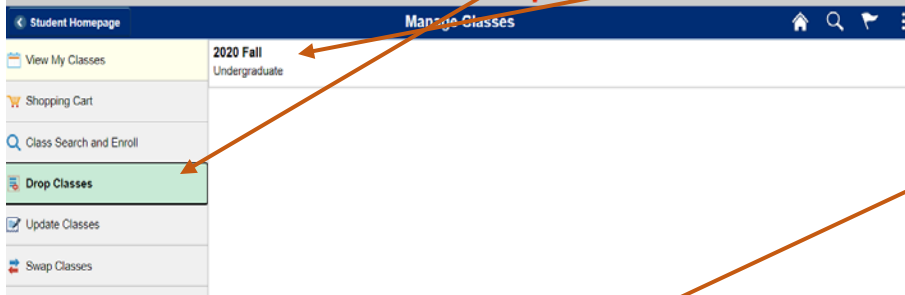 Student Homepage
Manage Classes
View My Classes
2020 Fall
Undergraduate
Shopping Cart
Class Search and Enroll
Drop Classes
Update Classes
Swap Classes